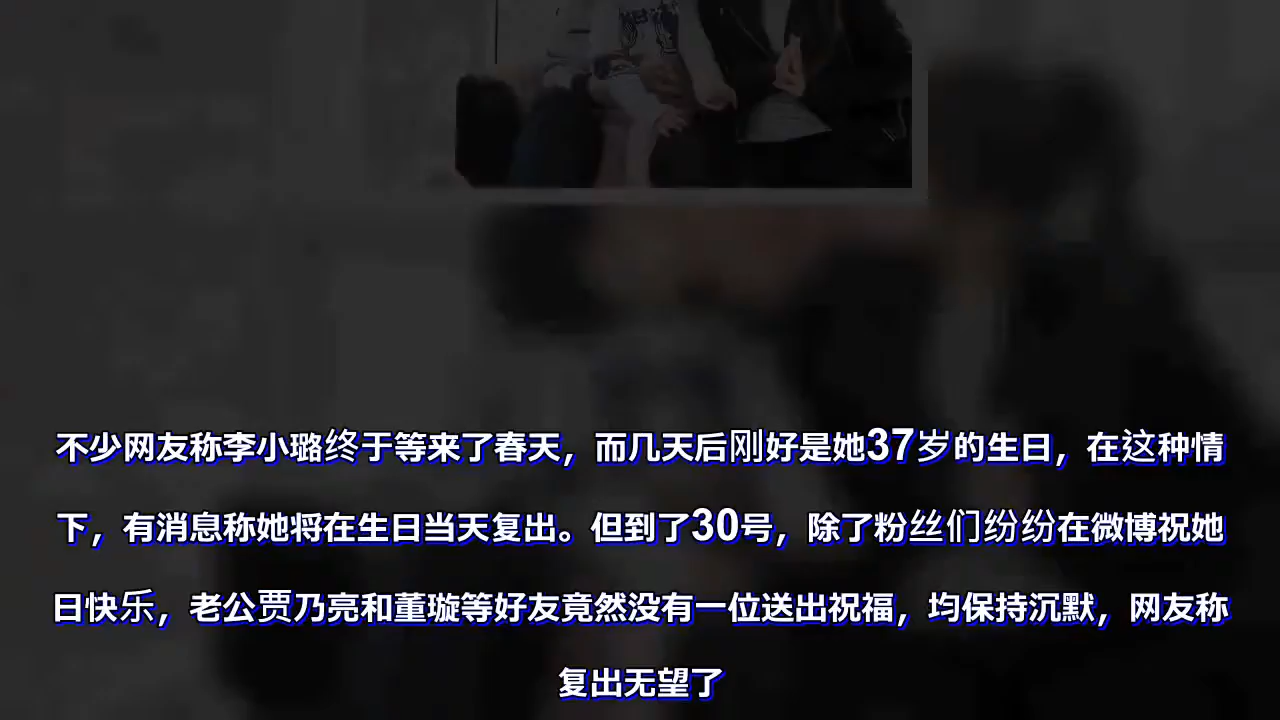 不少网友称李小璐终于等来了春天，而几天后刚好是她37岁的生日，在这种情
下，有消息称她将在生日当天复出。但到了30号，除了粉丝们纷纷在微博祝她
日快乐，老公贾乃亮和董璇等好友竟然没有一位送出祝福，均保持沉默，网友称
复出无望了